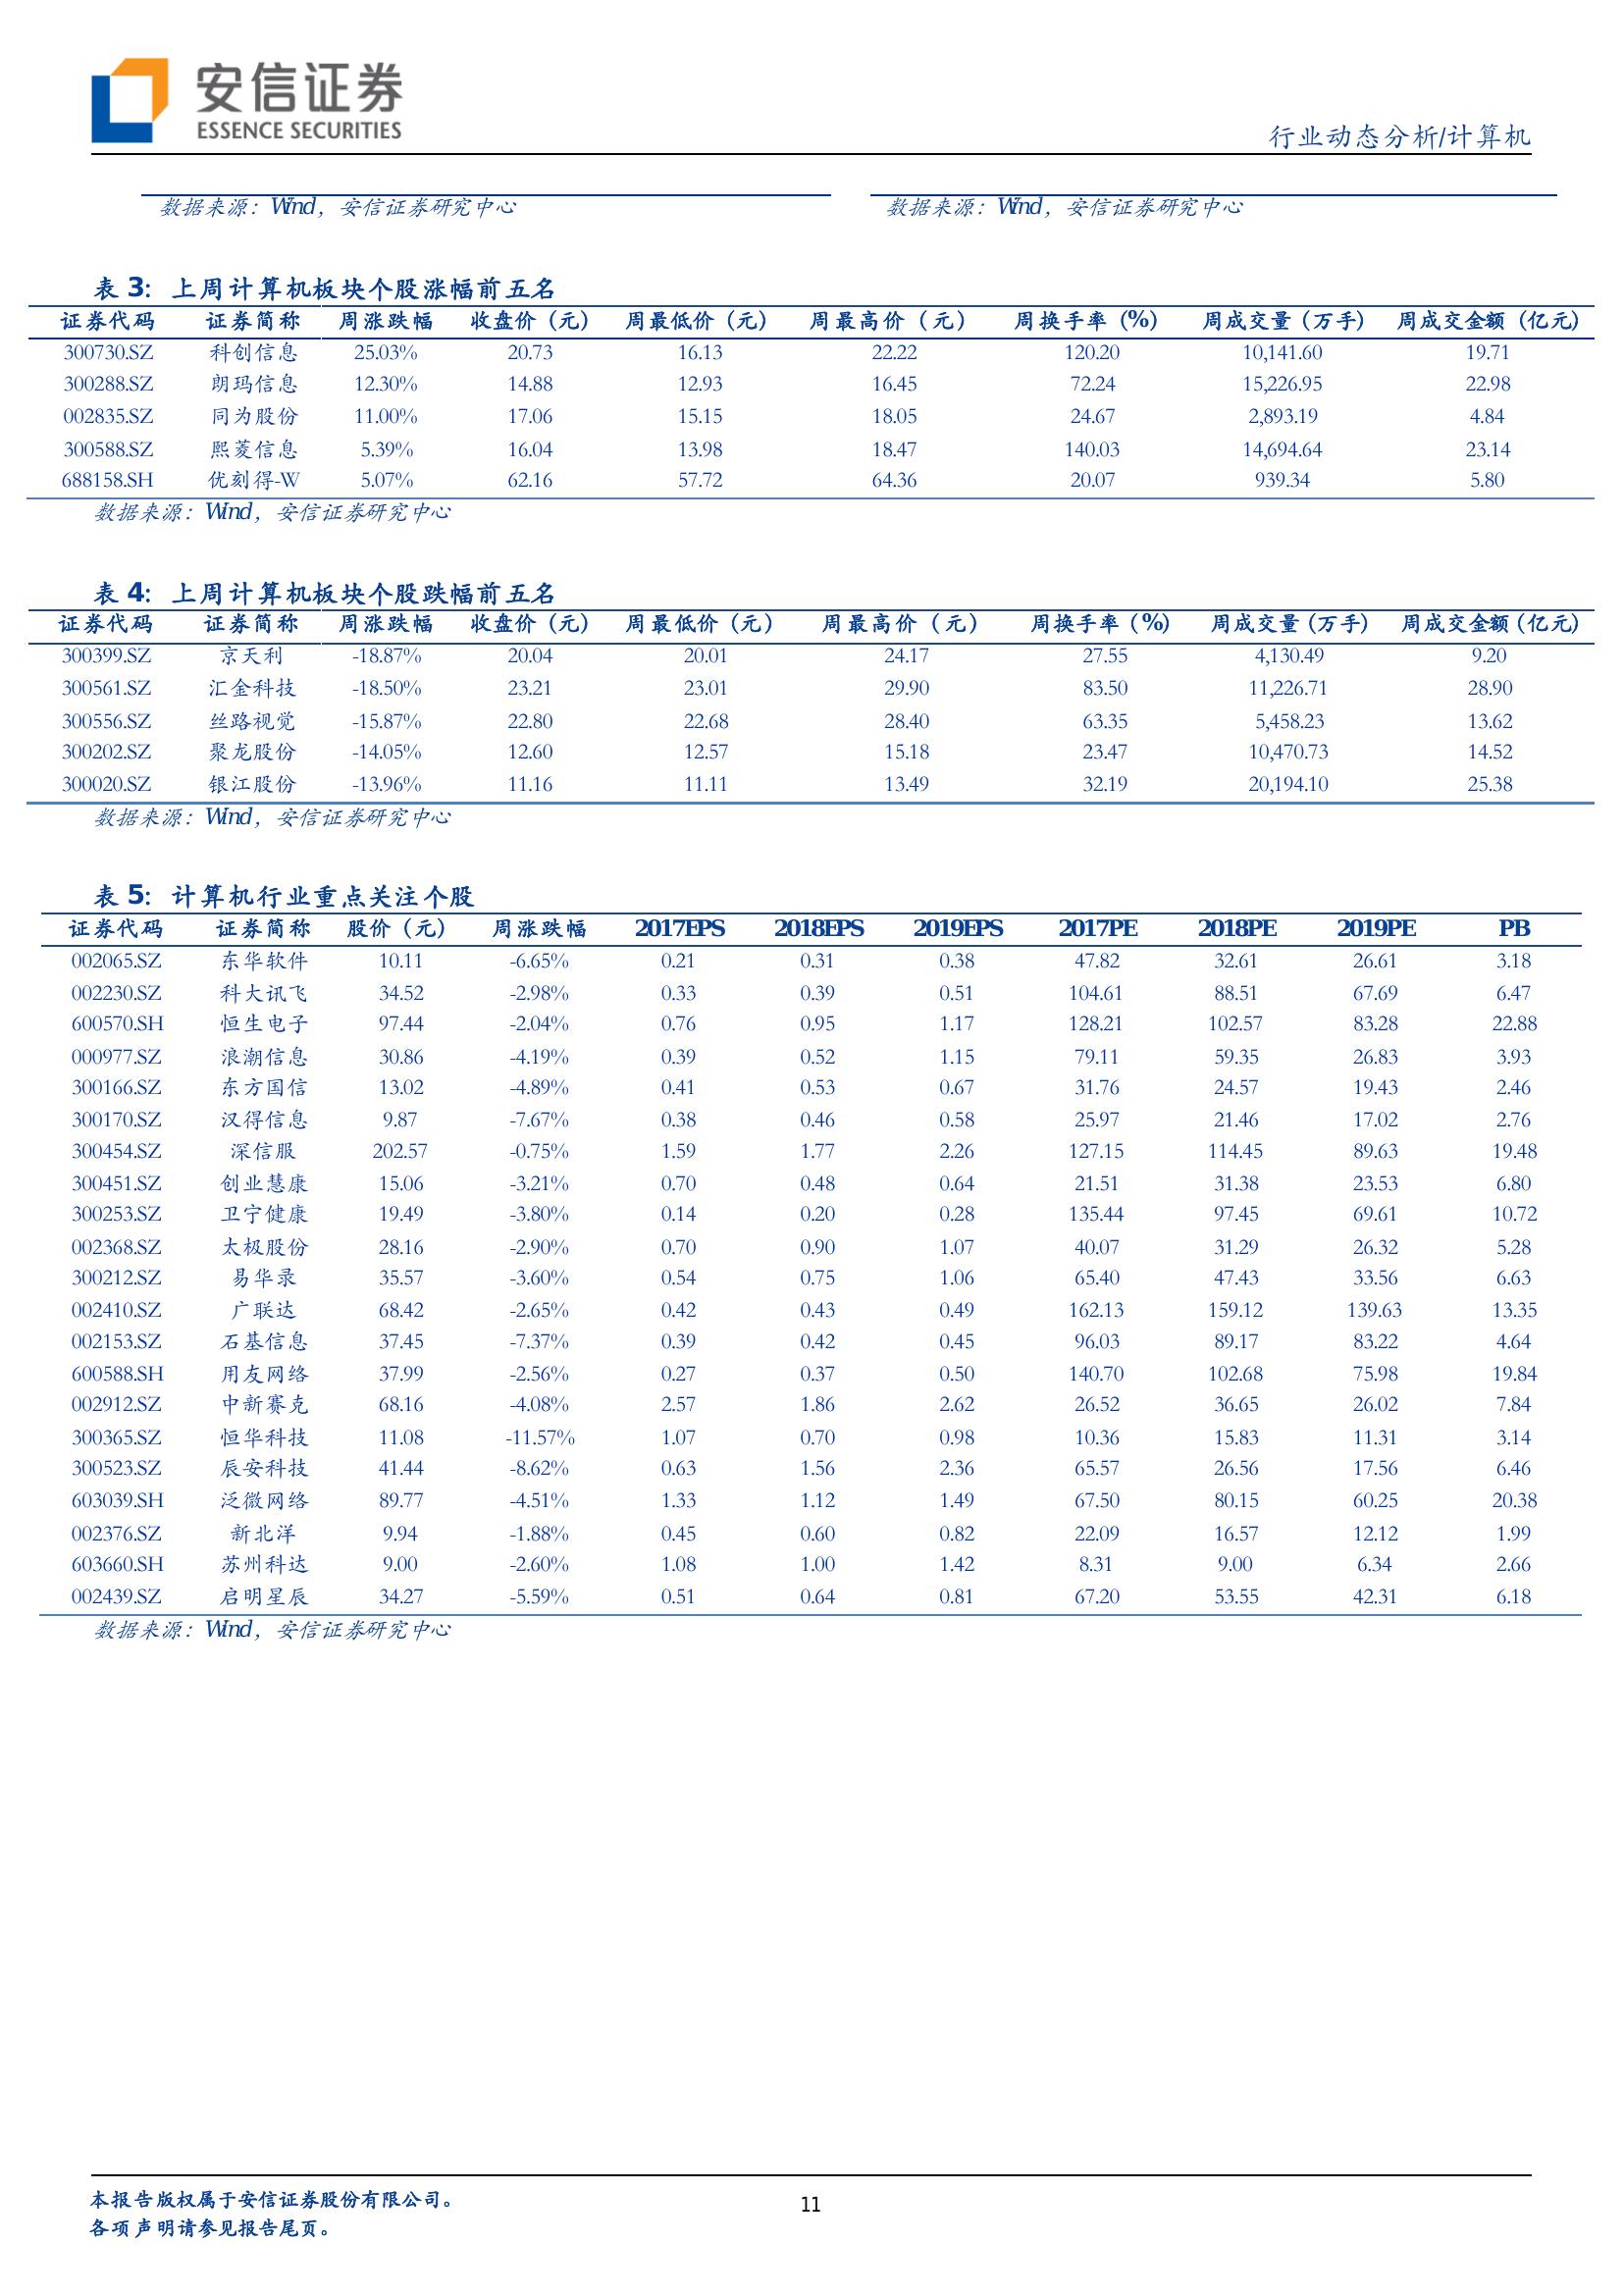 安信证券
ESSENCE SECURITIES
行业动态分析/计算机
数据来源：Wind，安信证券研究中心 数据来源：Wind，安信证券研究中心
表 3：上周计算机板块个股涨幅前五名
证券代码 证券简称 周涨跌幅 收盘价（元） 周最低价（元） 周最高价（元） 周换手率（%） 周成交量（万手） 周成交金额（亿元）
300730.SZ 科创信息 25.03% 20.73 16.13 22.22 120.20 10,141.60 19.71
300288.SZ 朗玛信息 12.30% 14.88 12.93 16.45 72.24 15,226.95 22.98
002835.SZ 同为股份 11.00% 17.06 15.15 18.05 24.67 2,893.19 4.84
300588.SZ 熙菱信息 5.39% 16.04 13.98 18.47 140.03 14,694.64 23.14
688158.SH 优刻得-W 5.07% 62.16 57.72 64.36 20.07 939.34 5.80
数据来源：Wind，安信证券研究中心
表 4：上周计算机板块个股跌幅前五名
证券代码 证券简称 周涨跌幅 收盘价（元） 周最低价（元） 周最高价（元） 周换手率（%） 周成交量（万手） 周成交金额（亿元）
300399.SZ 京天利 -18.87% 20.04 20.01 24.17 27.55 4,130.49 9.20
300561.SZ 汇金科技 -18.50% 23.21 23.01 29.90 83.50 11,226.71 28.90
300556.SZ 丝路视觉 -15.87% 22.80 22.68 28.40 63.35 5,458.23 13.62
300202.SZ 聚龙股份 -14.05% 12.60 12.57 15.18 23.47 10,470.73 14.52
300020.SZ 银江股份 -13.96% 11.16 11.11 13.49 32.19 20,194.10 25.38
数据来源：Wind，安信证券研究中心
表 5：计算机行业重点关注个股
证券代码 证券简称 股价（元） 周涨跌幅 2017EPS 2018EPS 2019EPS 2017PE 2018PE 2019PE PB
002065.SZ 东华软件 10.11 -6.65% 0.21 0.31 0.38 47.82 32.61 26.61 3.18
002230.SZ 科大讯飞 34.52 -2.98% 0.33 0.39 0.51 104.61 88.51 67.69 6.47
600570.SH 恒生电子 97.44 -2.04% 0.76 0.95 1.17 128.21 102.57 83.28 22.88
000977.SZ 浪潮信息 30.86 -4.19% 0.39 0.52 1.15 79.11 59.35 26.83 3.93
300166.SZ 东方国信 13.02 -4.89% 0.41 0.53 0.67 31.76 24.57 19.43 2.46
300170.SZ 汉得信息 9.87 -7.67% 0.38 0.46 0.58 25.97 21.46 17.02 2.76
300454.SZ 深信服 202.57 -0.75% 1.59 1.77 2.26 127.15 114.45 89.63 19.48
300451.SZ 创业慧康 15.06 -3.21% 0.70 0.48 0.64 21.51 31.38 23.53 6.80
300253.SZ 卫宁健康 19.49 -3.80% 0.14 0.20 0.28 135.44 97.45 69.61 10.72
002368.SZ 太极股份 28.16 -2.90% 0.70 0.90 1.07 40.07 31.29 26.32 5.28
300212.SZ 易华录 35.57 -3.60% 0.54 0.75 1.06 65.40 47.43 33.56 6.63
002410.SZ 广联达 68.42 -2.65% 0.42 0.43 0.49 162.13 159.12 139.63 13.35
002153.SZ 石基信息 37.45 -7.37% 0.39 0.42 0.45 96.03 89.17 83.22 4.64
600588.SH 用友网络 37.99 -2.56% 0.27 0.37 0.50 140.70 102.68 75.98 19.84
002912.SZ 中新赛克 68.16 -4.08% 2.57 1.86 2.62 26.52 36.65 26.02 7.84
300365.SZ 恒华科技 11.08 -11.57% 1.07 0.70 0.98 10.36 15.83 11.31 3.14
300523.SZ 辰安科技 41.44 -8.62% 0.63 1.56 2.36 65.57 26.56 17.56 6.46
603039.SH 泛微网络 89.77 -4.51% 1.33 1.12 1.49 67.50 80.15 60.25 20.38
002376.SZ 新北洋 9.94 -1.88% 0.45 0.60 0.82 22.09 16.57 12.12 1.99
603660.SH 苏州科达 9.00 -2.60% 1.08 1.00 1.42 8.31 9.00 6.34 2.66
002439.SZ 启明星辰 34.27 -5.59% 0.51 0.64 0.81 67.20 53.55 42.31 6.18
数据来源：Wind，安信证券研究中心
本报告版权属于安信证券股份有限公司。
各项声明请参见报告尾页。
11